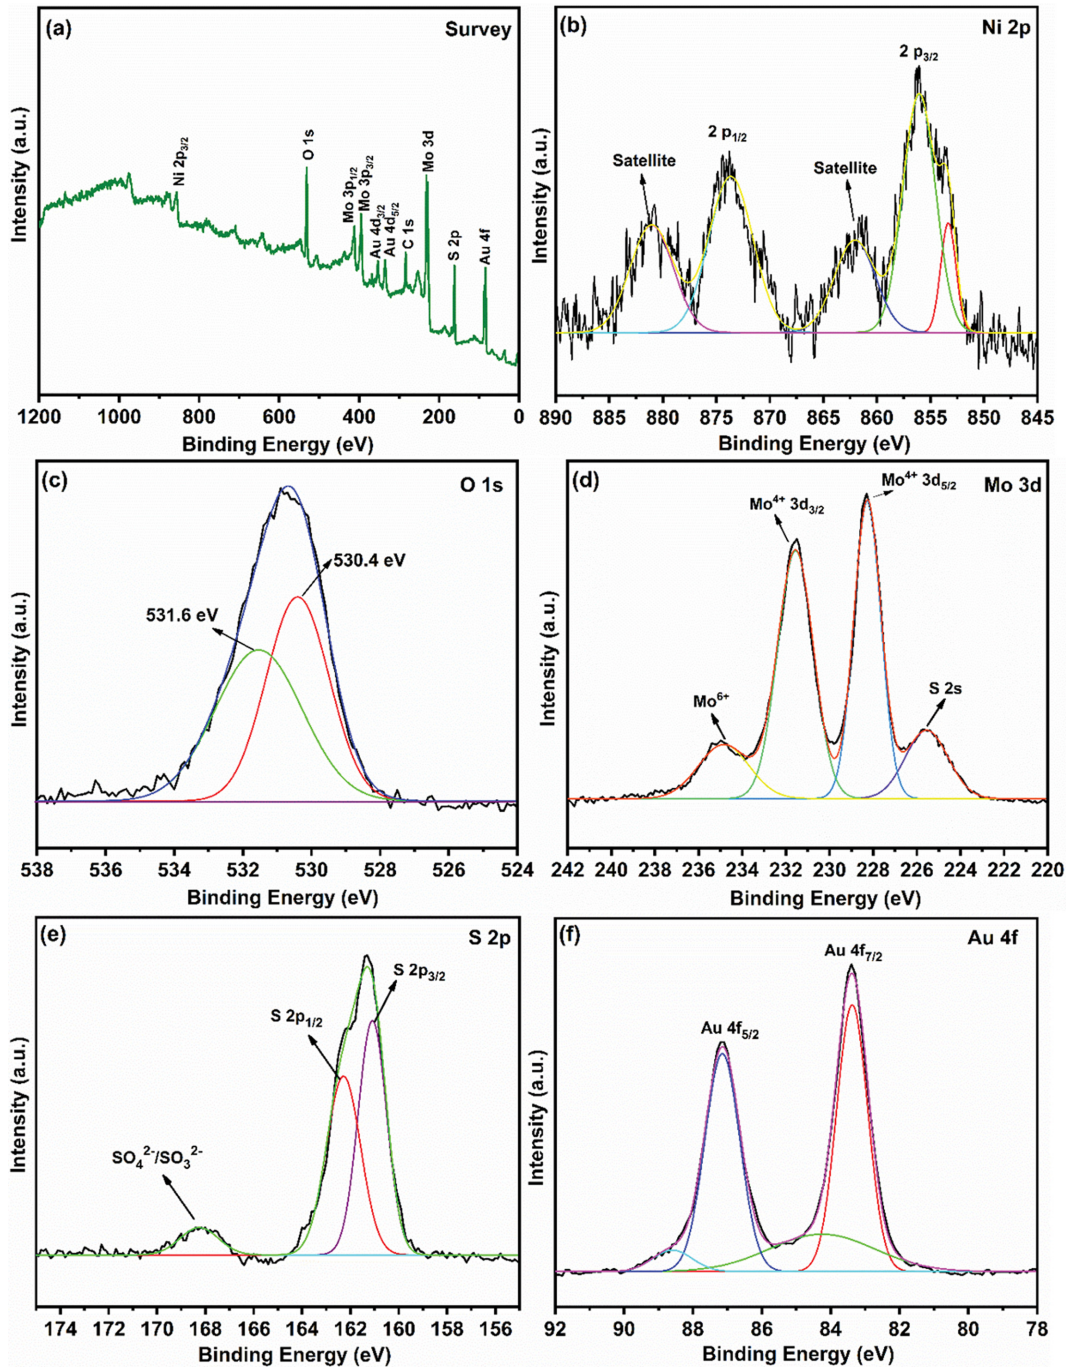 (a) Survey
Intensity (a.u.)
Ni 2p3/2
O 1s
Mo 3p1/2
Mo 3p3/2
Au 4d3/2
Au 4d5/2
C 1s
Mo 3d
S 2p
Au 4f
1200 1000 800 600 400 200 0
Binding Energy (eV)
(b) Ni 2p
Intensity (a.u.)
Satellite
2 p1/2
Satellite
2 p3/2
890 885 880 875 870 865 860 855 850 845
Binding Energy (eV)
(c) O 1s
Intensity (a.u.)
531.6 eV
530.4 eV
538 536 534 532 530 528 526 524
Binding Energy (eV)
(d) Mo 3d
Intensity (a.u.)
Mo6+
Mo4+ 3d3/2
Mo4+ 3d5/2
S 2s
242 240 238 236 234 232 230 228 226 224 222 220
Binding Energy (eV)
(e) S 2p
Intensity (a.u.)
SO4 2-/SO3 2-
S 2p1/2
S 2p3/2
174 172 170 168 166 164 162 160 158 156
Binding Energy (eV)
(f) Au 4f
Intensity (a.u.)
Au 4f5/2
Au 4f7/2
92 90 88 86 84 82 80 78
Binding Energy (eV)